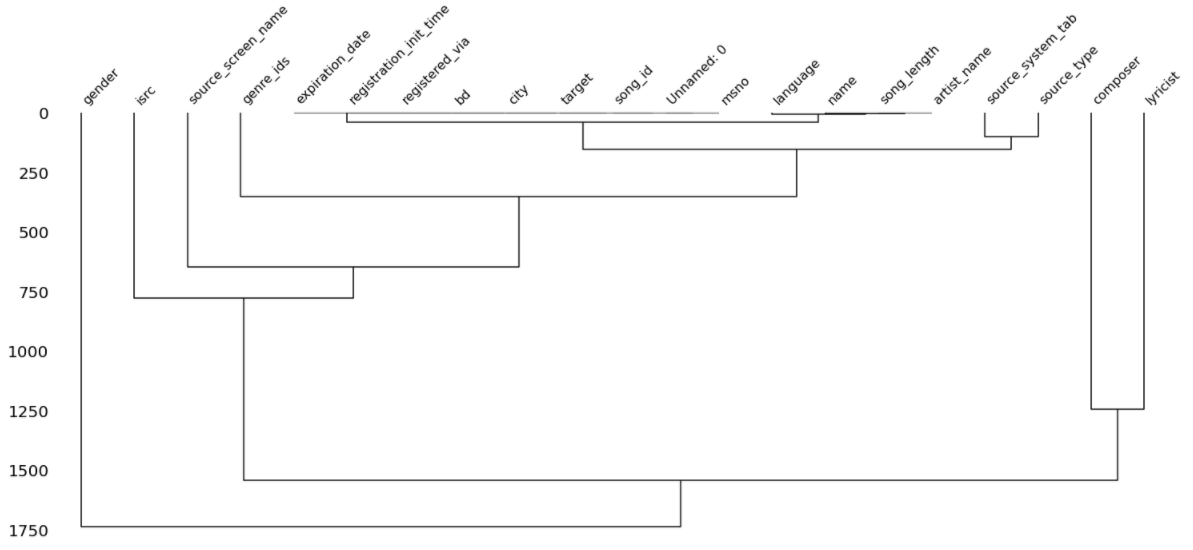 gender
isrc
source_screen_name
genre_ids
expiration_date
registration_init_time
registered_via
bd
city
target
song_id
Unnamed: 0
msno
language
name
song_length
artist_name
source_system_tab
source_type
composer
lyricist
0
250
500
750
1000
1250
1500
1750